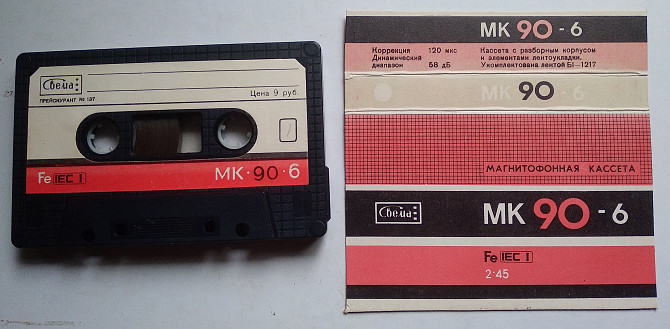 Свема
ПРЕЙСКУРАНТ № 137
Цена 9 руб.
Fe IEC I
МК·90·6
МК 90-6
Коррекция 120 мкс
Динамический
диапазон 58 дБ
Кассета с разборным корпусом
и элементами лентоукладки.
Укомплектована лентой БI-1217
МК 90 -6
МАГНИТОФОННАЯ КАССЕТА
Свема
МК 90-6
Fe IEC I
2·45